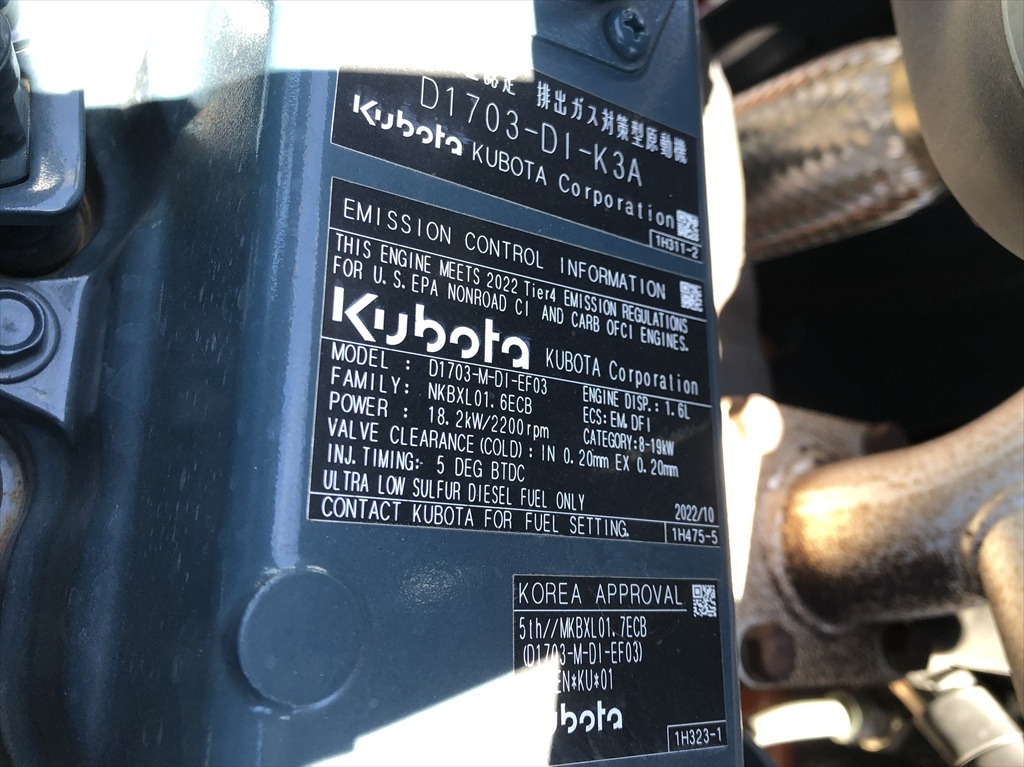 排出ガス対策型原動機
D1703-DI-K3A
Kubota KUBOTA Corporation
1H311-2
EMISSION CONTROL INFORMATION
THIS ENGINE MEETS 2022 Tier4 EMISSION REGULATIONS
FOR U.S. EPA NONROAD CI AND CARB OFCI ENGINES.
Kubota KUBOTA Corporation
MODEL : D1703-M-DI-EF03
ENGINE DISP.: 1.6L
FAMILY: NKBXL01.6ECB
ECS: EM, DFI
POWER : 18.2kW/2200rpm
CATEGORY:8-19kW
VALVE CLEARANCE(COLD): IN 0.20mm EX 0.20mm
INJ.TIMING:- 5 DEG BTDC
ULTRA LOW SULFUR DIESEL FUEL ONLY
2022/10
CONTACT KUBOTA FOR FUEL SETTING.
1H475-5
KOREA APPROVAL
5th//MKBXL01.7ECB
(D1703-M-DI-EF03)
EN*KU*01
Kubota
1H323-1